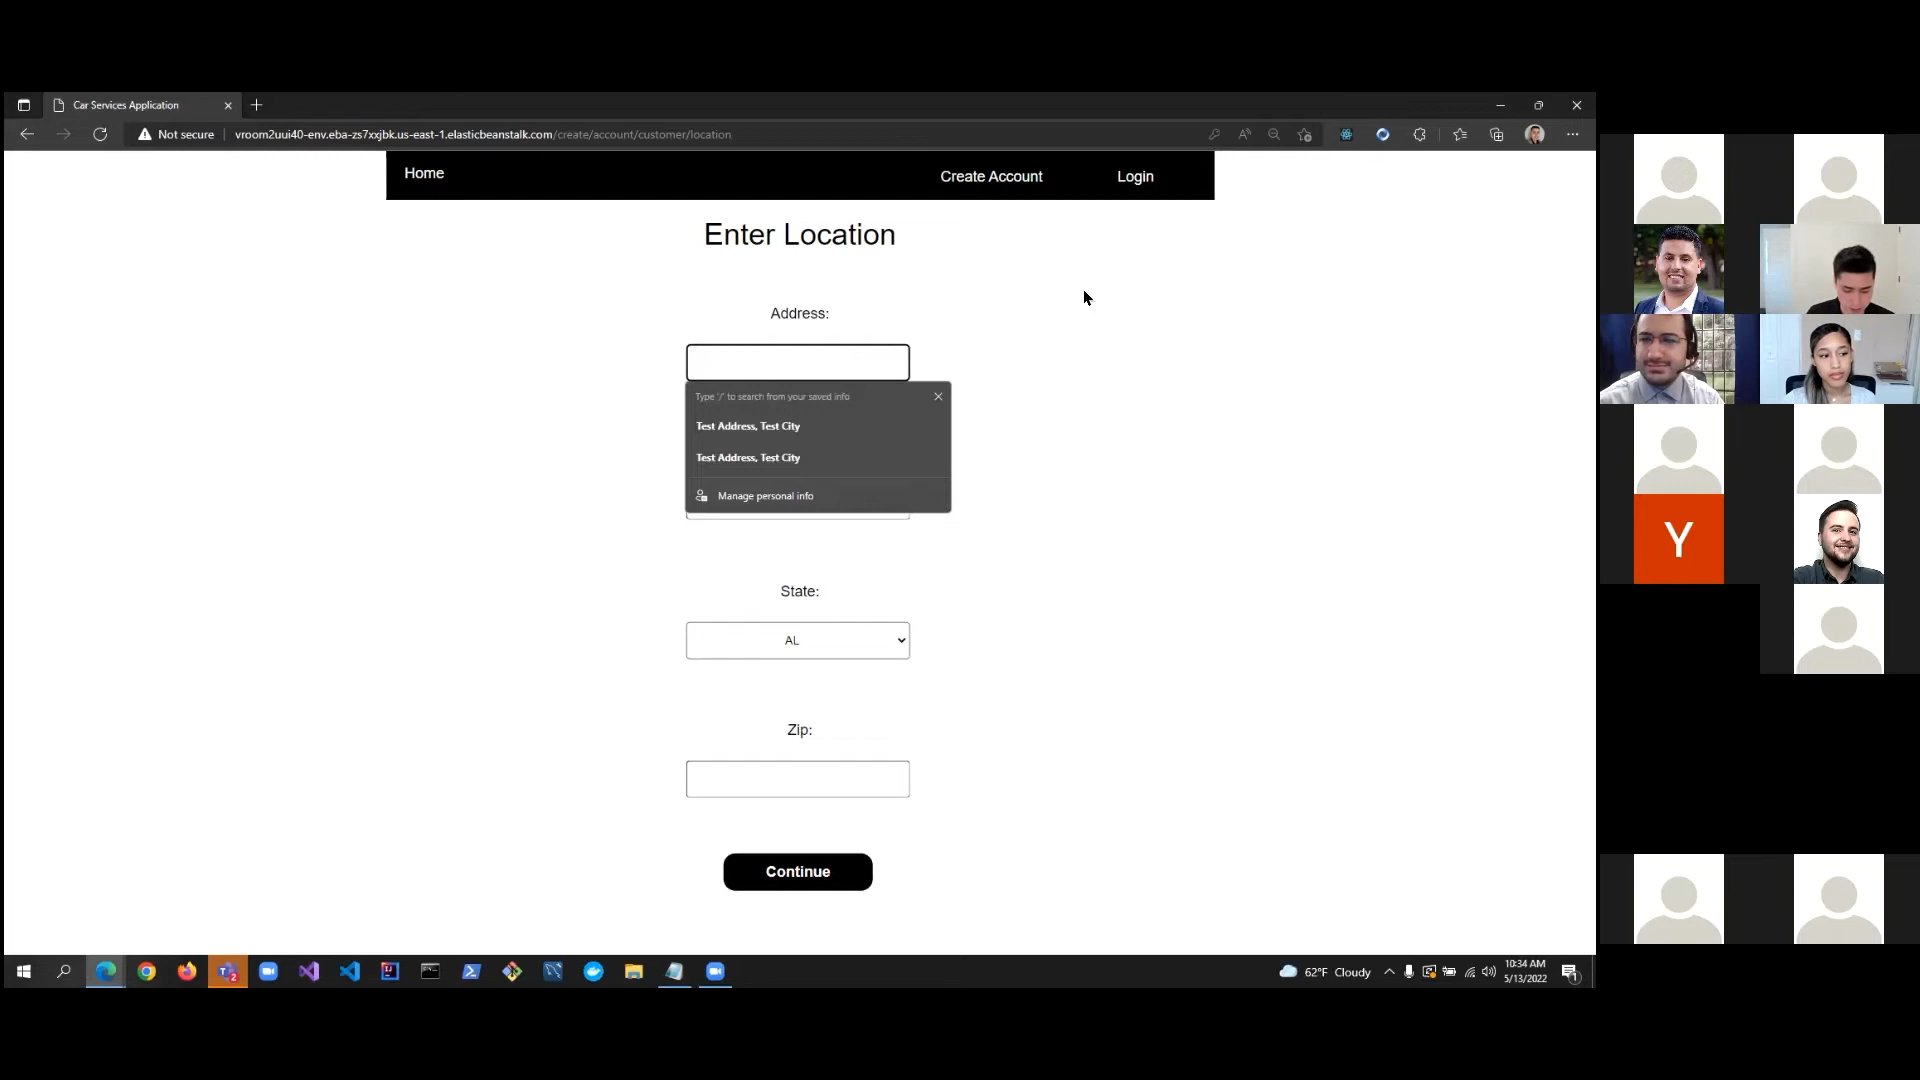 Car Services Application
Not secure
vroom2uui40-env.eba-zs7xxjbk.us-east-1.elasticbeanstalk.com/create/account/customer/location
Home
Create Account
Login
Enter Location
Address:
Type '/' to search from your saved info
Test Address, Test City
Test Address, Test City
Manage personal info
State:
AL
Zip:
Continue
Y
62°F Cloudy
10:34 AM
5/13/2022
2
1